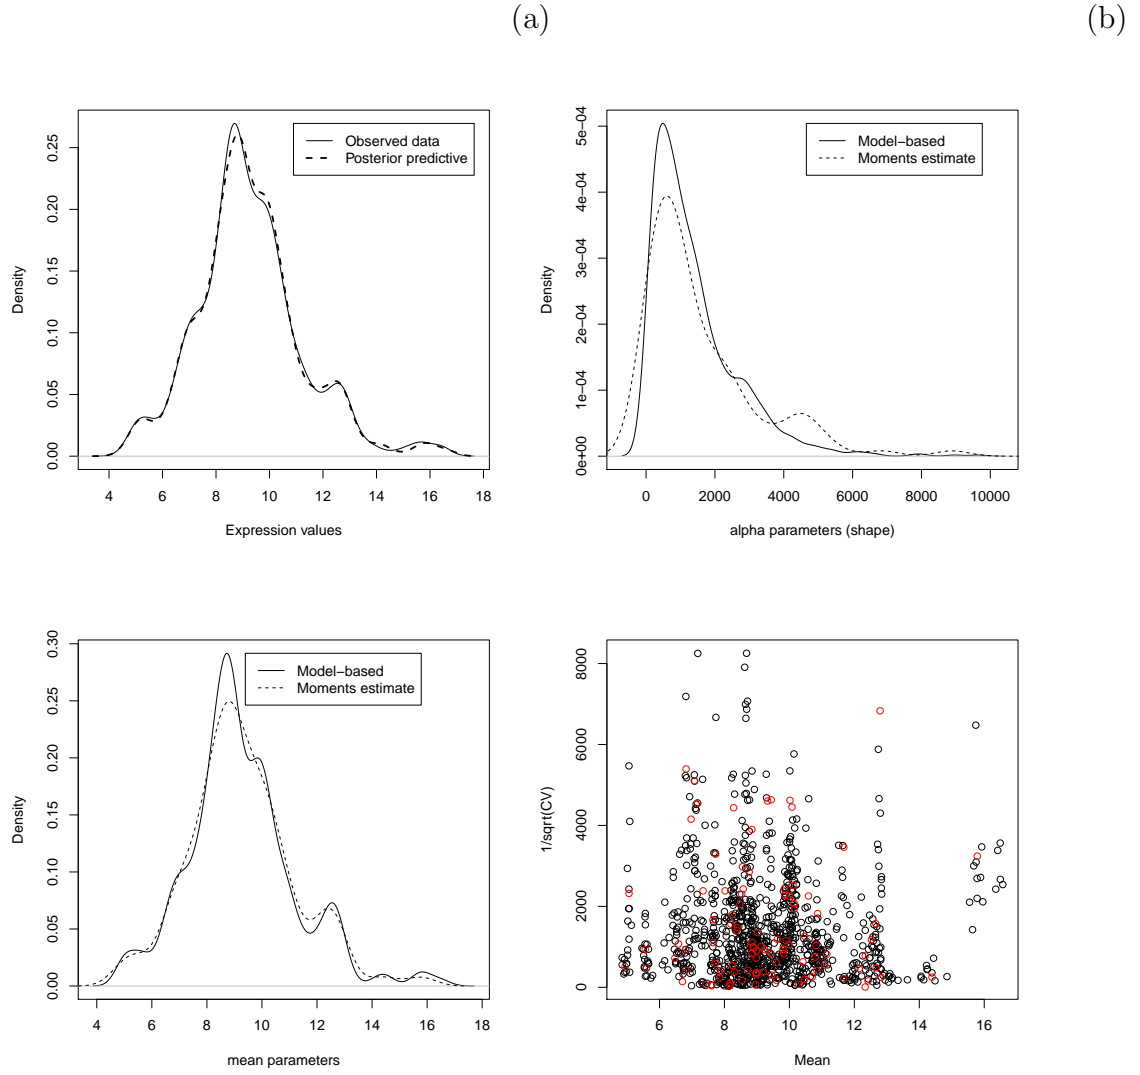 (a)
(b)
Observed data
Posterior predictive
Density
0.00 0.05 0.10 0.15 0.20 0.25
4 6 8 10 12 14 16 18
Expression values
Model−based
Moments estimate
Density
0e+00 1e−04 2e−04 3e−04 4e−04 5e−04
0 2000 4000 6000 8000 10000
alpha parameters (shape)
Model−based
Moments estimate
Density
0.00 0.05 0.10 0.15 0.20 0.25 0.30
4 6 8 10 12 14 16 18
mean parameters
1/sqrt(CV)
0 2000 4000 6000 8000
6 8 10 12 14 16
Mean